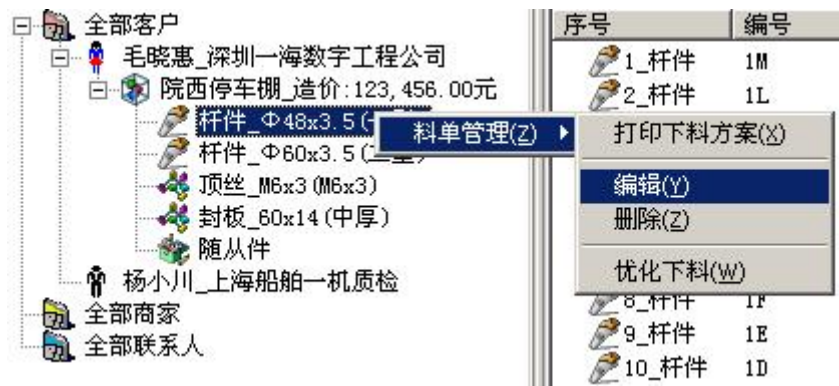 全部客户
毛晓惠_深圳一海数字工程公司
院西停车棚_造价:123,456.00元
杆件_Φ48x3.5(
杆件_Φ60x3.5(
顶丝_M6x3(M6x3)
封板_60x14(中厚)
随从件
杨小川_上海船舶一机质检
全部商家
全部联系人
料单管理(Z)
打印下料方案(X)
编辑(Y)
删除(Z)
优化下料(W)
序号 编号
1_杆件 1M
2_杆件 1L
8_杆件 1F
9_杆件 1E
10_杆件 1D